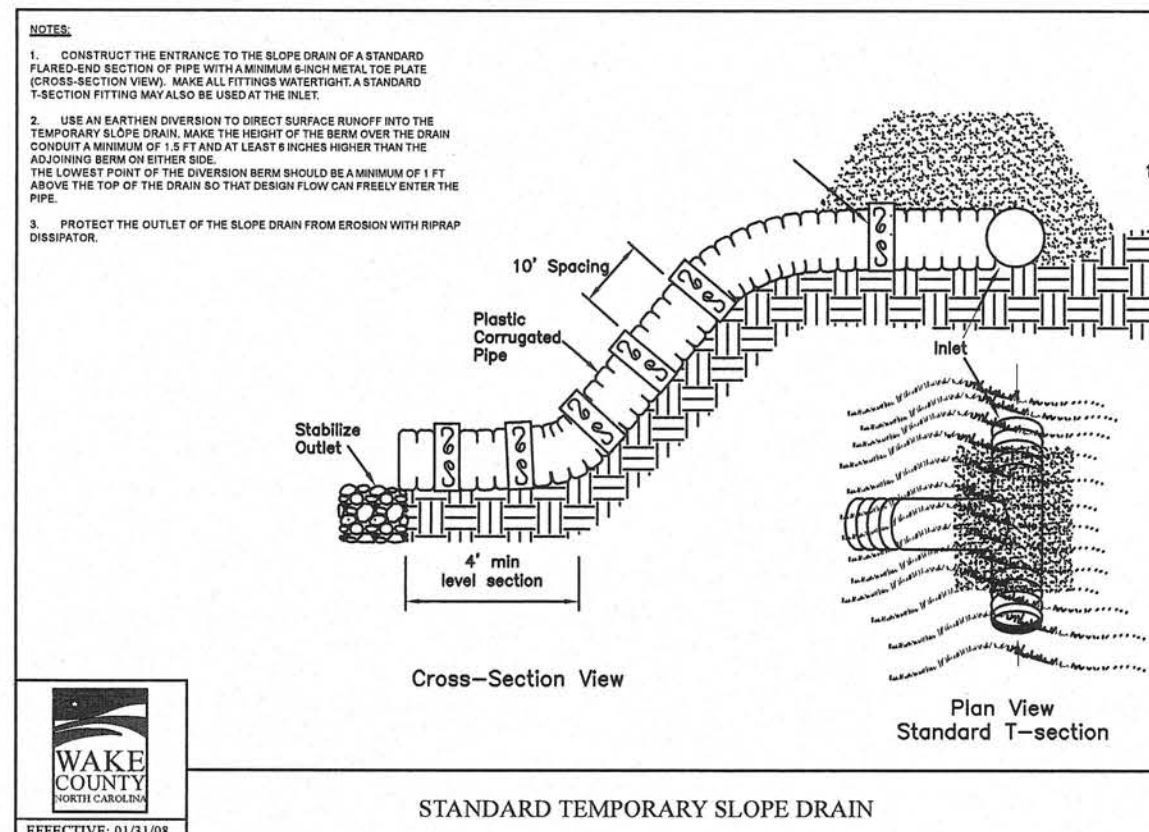 NOTES:
1. CONSTRUCT THE ENTRANCE TO THE SLOPE DRAIN OF A STANDARD
FLARED-END SECTION OF PIPE WITH A MINIMUM 6-INCH METAL TOE PLATE
(CROSS-SECTION VIEW). MAKE ALL FITTINGS WATERTIGHT. A STANDARD
T-SECTION FITTING MAY ALSO BE USED AT THE INLET.
2. USE AN EARTHEN DIVERSION TO DIRECT SURFACE RUNOFF INTO THE
TEMPORARY SLOPE DRAIN. MAKE THE HEIGHT OF THE BERM OVER THE DRAIN
CONDUIT A MINIMUM OF 1.5 FT AND AT LEAST 6 INCHES HIGHER THAN THE
ADJOINING BERM ON EITHER SIDE.
THE LOWEST POINT OF THE DIVERSION BERM SHOULD BE A MINIMUM OF 1 FT
ABOVE THE TOP OF THE DRAIN SO THAT DESIGN FLOW CAN FREELY ENTER THE
PIPE.
3. PROTECT THE OUTLET OF THE SLOPE DRAIN FROM EROSION WITH RIPRAP
DISSIPATOR.
1
10' Spacing
Plastic
Corrugated
Pipe
Inlet
Stabilize
Outlet
4' min
level section
Cross-Section View
Plan View
Standard T-section
WAKE
COUNTY
NORTH CAROLINA
STANDARD TEMPORARY SLOPE DRAIN
EFFECTIVE: 01/31/08